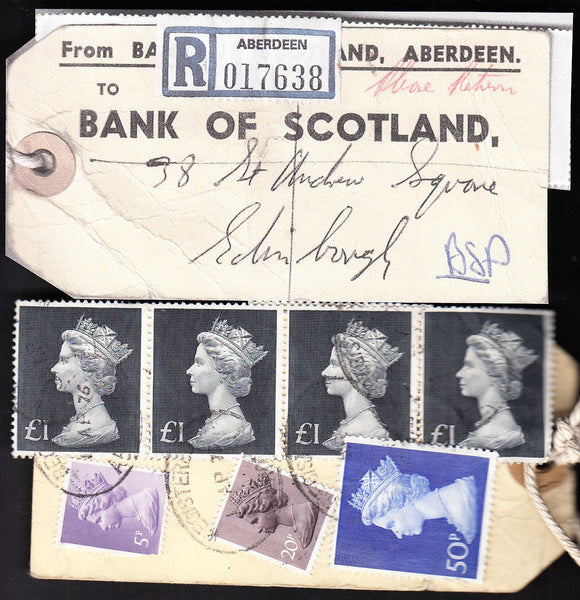 From BA LAND, ABERDEEN.
R ABERDEEN
017638
Please Return
TO
BANK OF SCOTLAND,
38 St Andrew Square
Edinburgh
BSP
£1 £1 £1 £1
5P 20P 50P